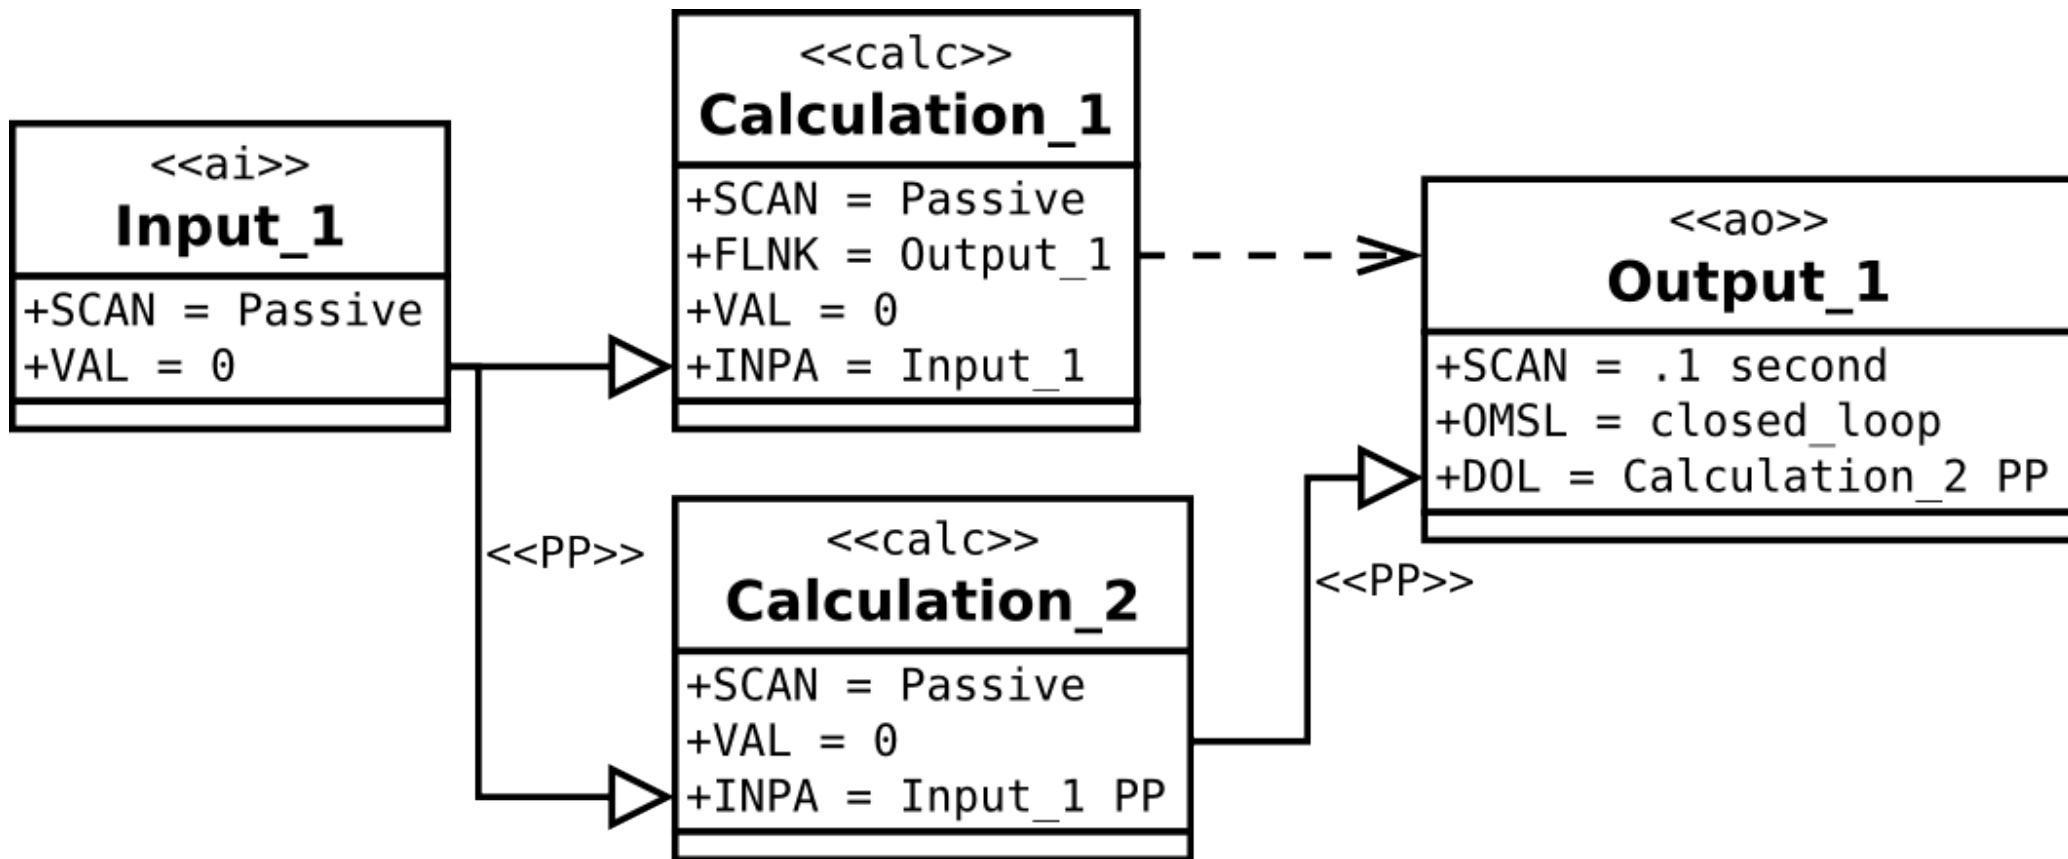 <<ai>>
Input_1
+SCAN = Passive
+VAL = 0
<<calc>>
Calculation_1
+SCAN = Passive
+FLNK = Output_1
+VAL = 0
+INPA = Input_1
<<PP>>
<<calc>>
Calculation_2
+SCAN = Passive
+VAL = 0
+INPA = Input_1 PP
<<ao>>
Output_1
+SCAN = .1 second
+OMSL = closed_loop
+DOL = Calculation_2 PP
<<PP>>